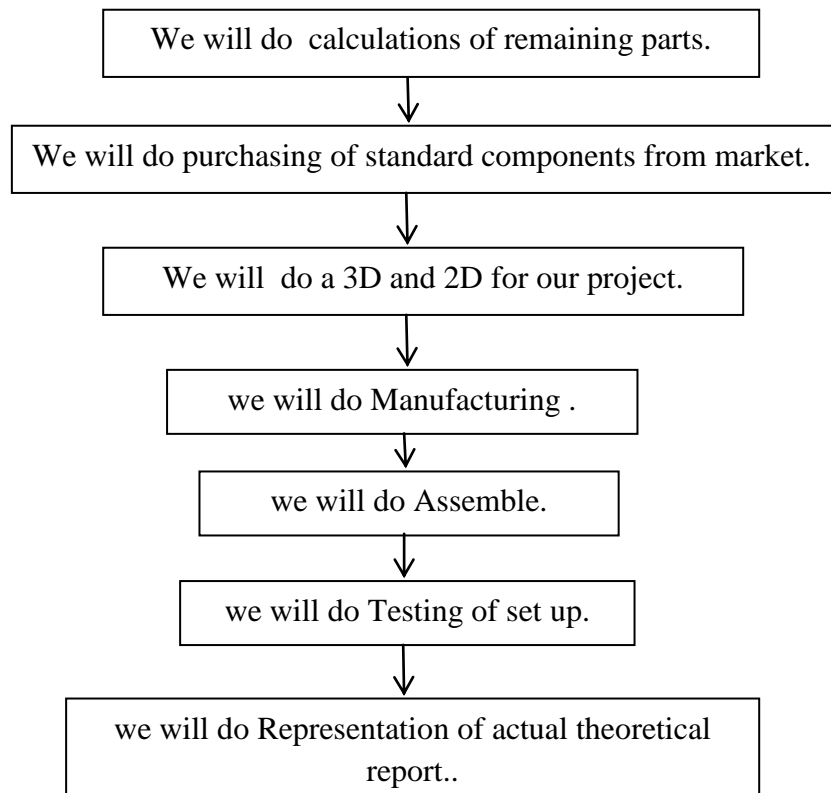 We will do calculations of remaining parts.
We will do purchasing of standard components from market.
We will do a 3D and 2D for our project.
we will do Manufacturing .
we will do Assemble.
we will do Testing of set up.
we will do Representation of actual theoretical
report..